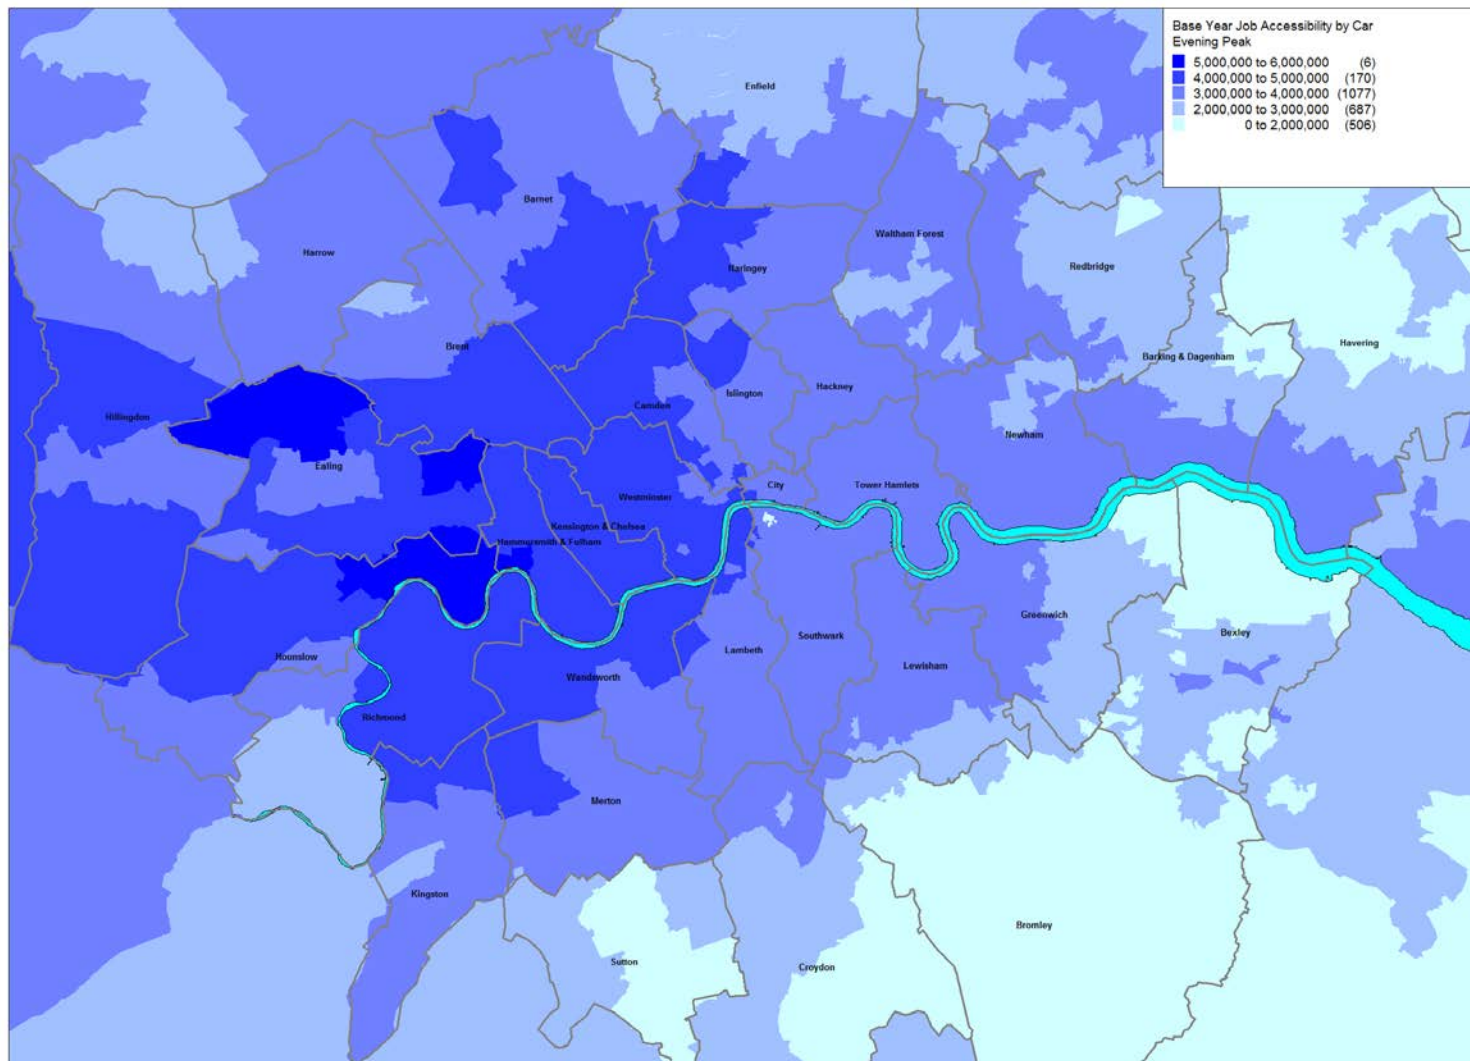 Base Year Job Accessibility by Car
Evening Peak
5,000,000 to 6,000,000 (6)
4,000,000 to 5,000,000 (170)
3,000,000 to 4,000,000 (1077)
2,000,000 to 3,000,000 (687)
0 to 2,000,000 (506)
Enfield
Barnet
Harrow
Haringey
Waltham Forest
Redbridge
Havering
Brent
Barking & Dagenham
Hillingdon
Camden
Islington
Hackney
Newham
Ealing
City
Tower Hamlets
Westminster
Kensington & Chelsea
Hammersmith & Fulham
Greenwich
Bexley
Hounslow
Lambeth
Southwark
Lewisham
Wandsworth
Richmond
Merton
Kingston
Bromley
Sutton
Croydon